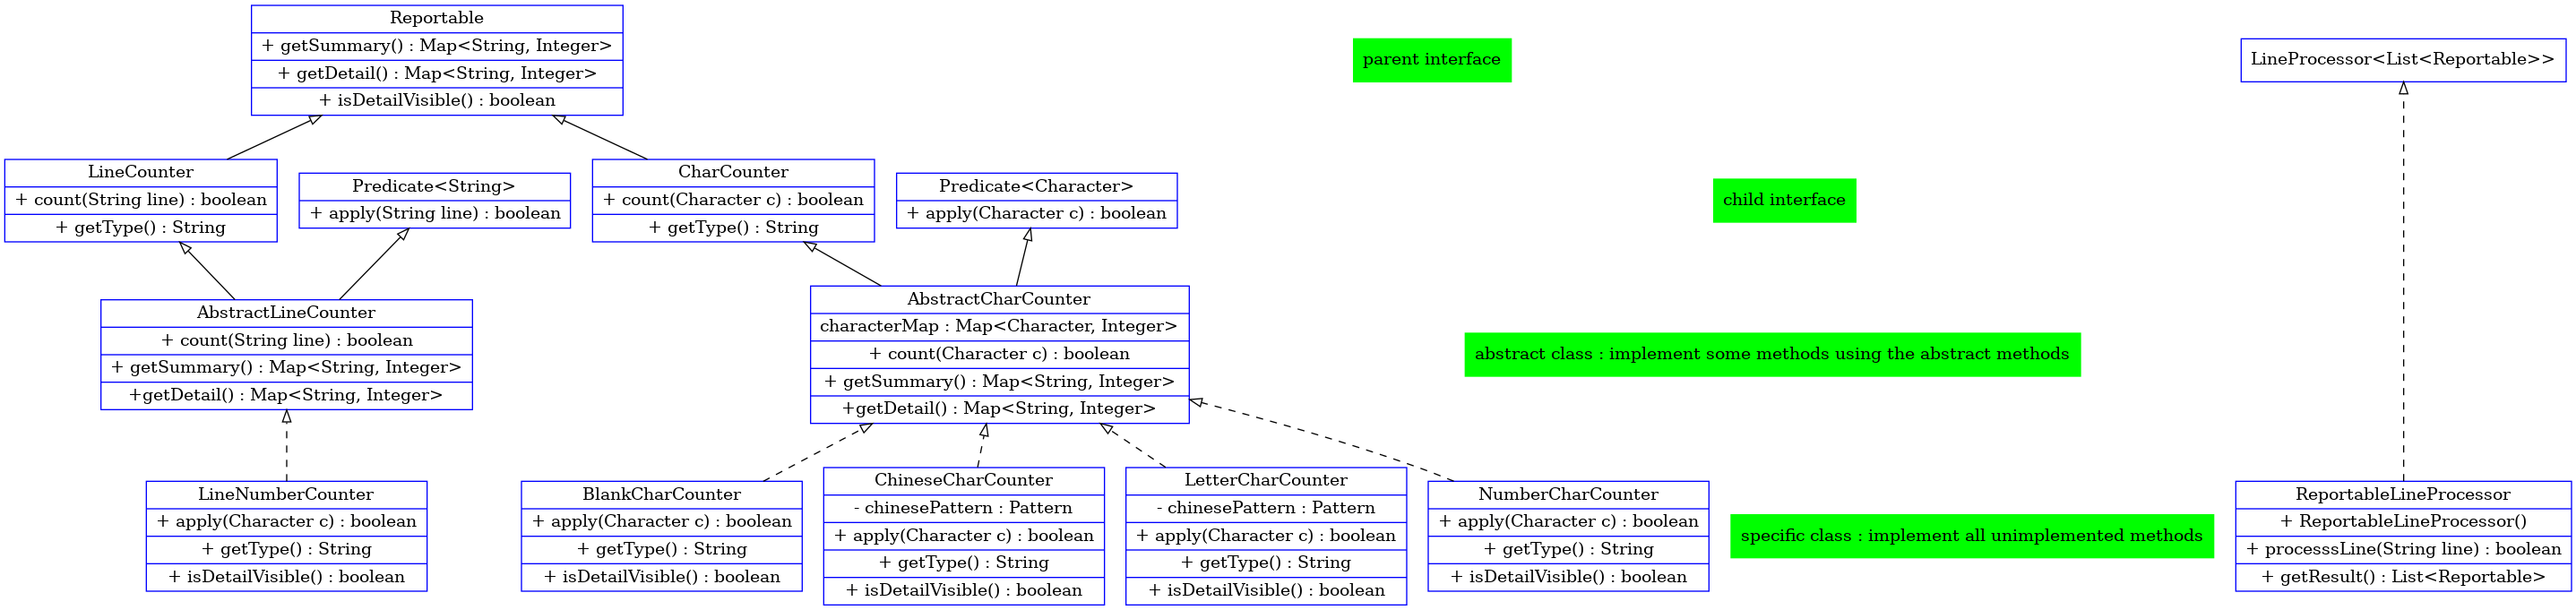 Reportable
+ getSummary() : Map<String, Integer>
+ getDetail() : Map<String, Integer>
+ isDetailVisible() : boolean
parent interface
LineProcessor<List<Reportable>>
LineCounter
+ count(String line) : boolean
+ getType() : String
Predicate<String>
+ apply(String line) : boolean
CharCounter
+ count(Character c) : boolean
+ getType() : String
Predicate<Character>
+ apply(Character c) : boolean
child interface
AbstractLineCounter
+ count(String line) : boolean
+ getSummary() : Map<String, Integer>
+getDetail() : Map<String, Integer>
AbstractCharCounter
characterMap : Map<Character, Integer>
+ count(Character c) : boolean
+ getSummary() : Map<String, Integer>
+getDetail() : Map<String, Integer>
abstract class : implement some methods using the abstract methods
LineNumberCounter
+ apply(Character c) : boolean
+ getType() : String
+ isDetailVisible() : boolean
BlankCharCounter
+ apply(Character c) : boolean
+ getType() : String
+ isDetailVisible() : boolean
ChineseCharCounter
- chinesePattern : Pattern
+ apply(Character c) : boolean
+ getType() : String
+ isDetailVisible() : boolean
LetterCharCounter
- chinesePattern : Pattern
+ apply(Character c) : boolean
+ getType() : String
+ isDetailVisible() : boolean
NumberCharCounter
+ apply(Character c) : boolean
+ getType() : String
+ isDetailVisible() : boolean
specific class : implement all unimplemented methods
ReportableLineProcessor
+ ReportableLineProcessor()
+ processsLine(String line) : boolean
+ getResult() : List<Reportable>